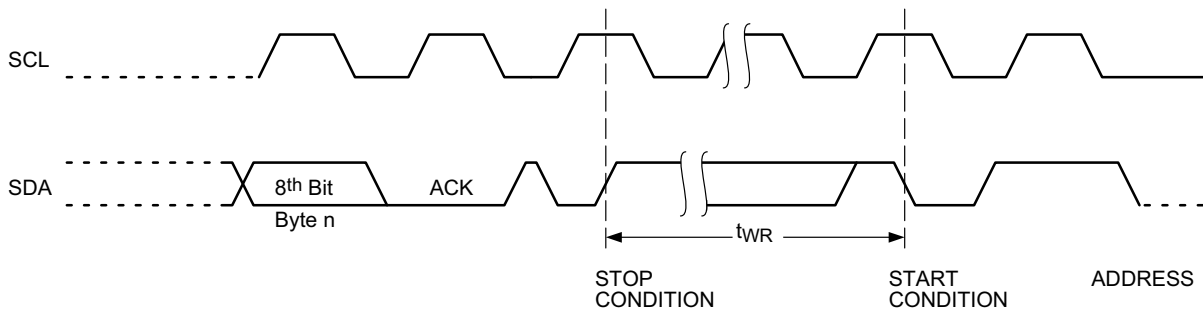 SCL
SDA
8th Bit
Byte n
ACK
tWR
STOP
CONDITION
START
CONDITION
ADDRESS